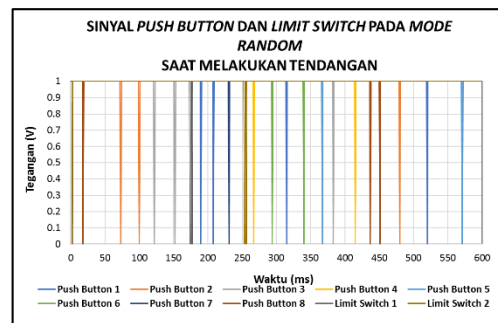 SINYAL PUSH BUTTON DAN LIMIT SWITCH PADA MODE
RANDOM
SAAT MELAKUKAN TENDANGAN
Tegangan (V)
1
0.9
0.8
0.7
0.6
0.5
0.4
0.3
0.2
0.1
0
0 50 100 150 200 250 300 350 400 450 500 550 600
Waktu (ms)
Push Button 1 Push Button 2 Push Button 3 Push Button 4 Push Button 5
Push Button 6 Push Button 7 Push Button 8 Limit Switch 1 Limit Switch 2